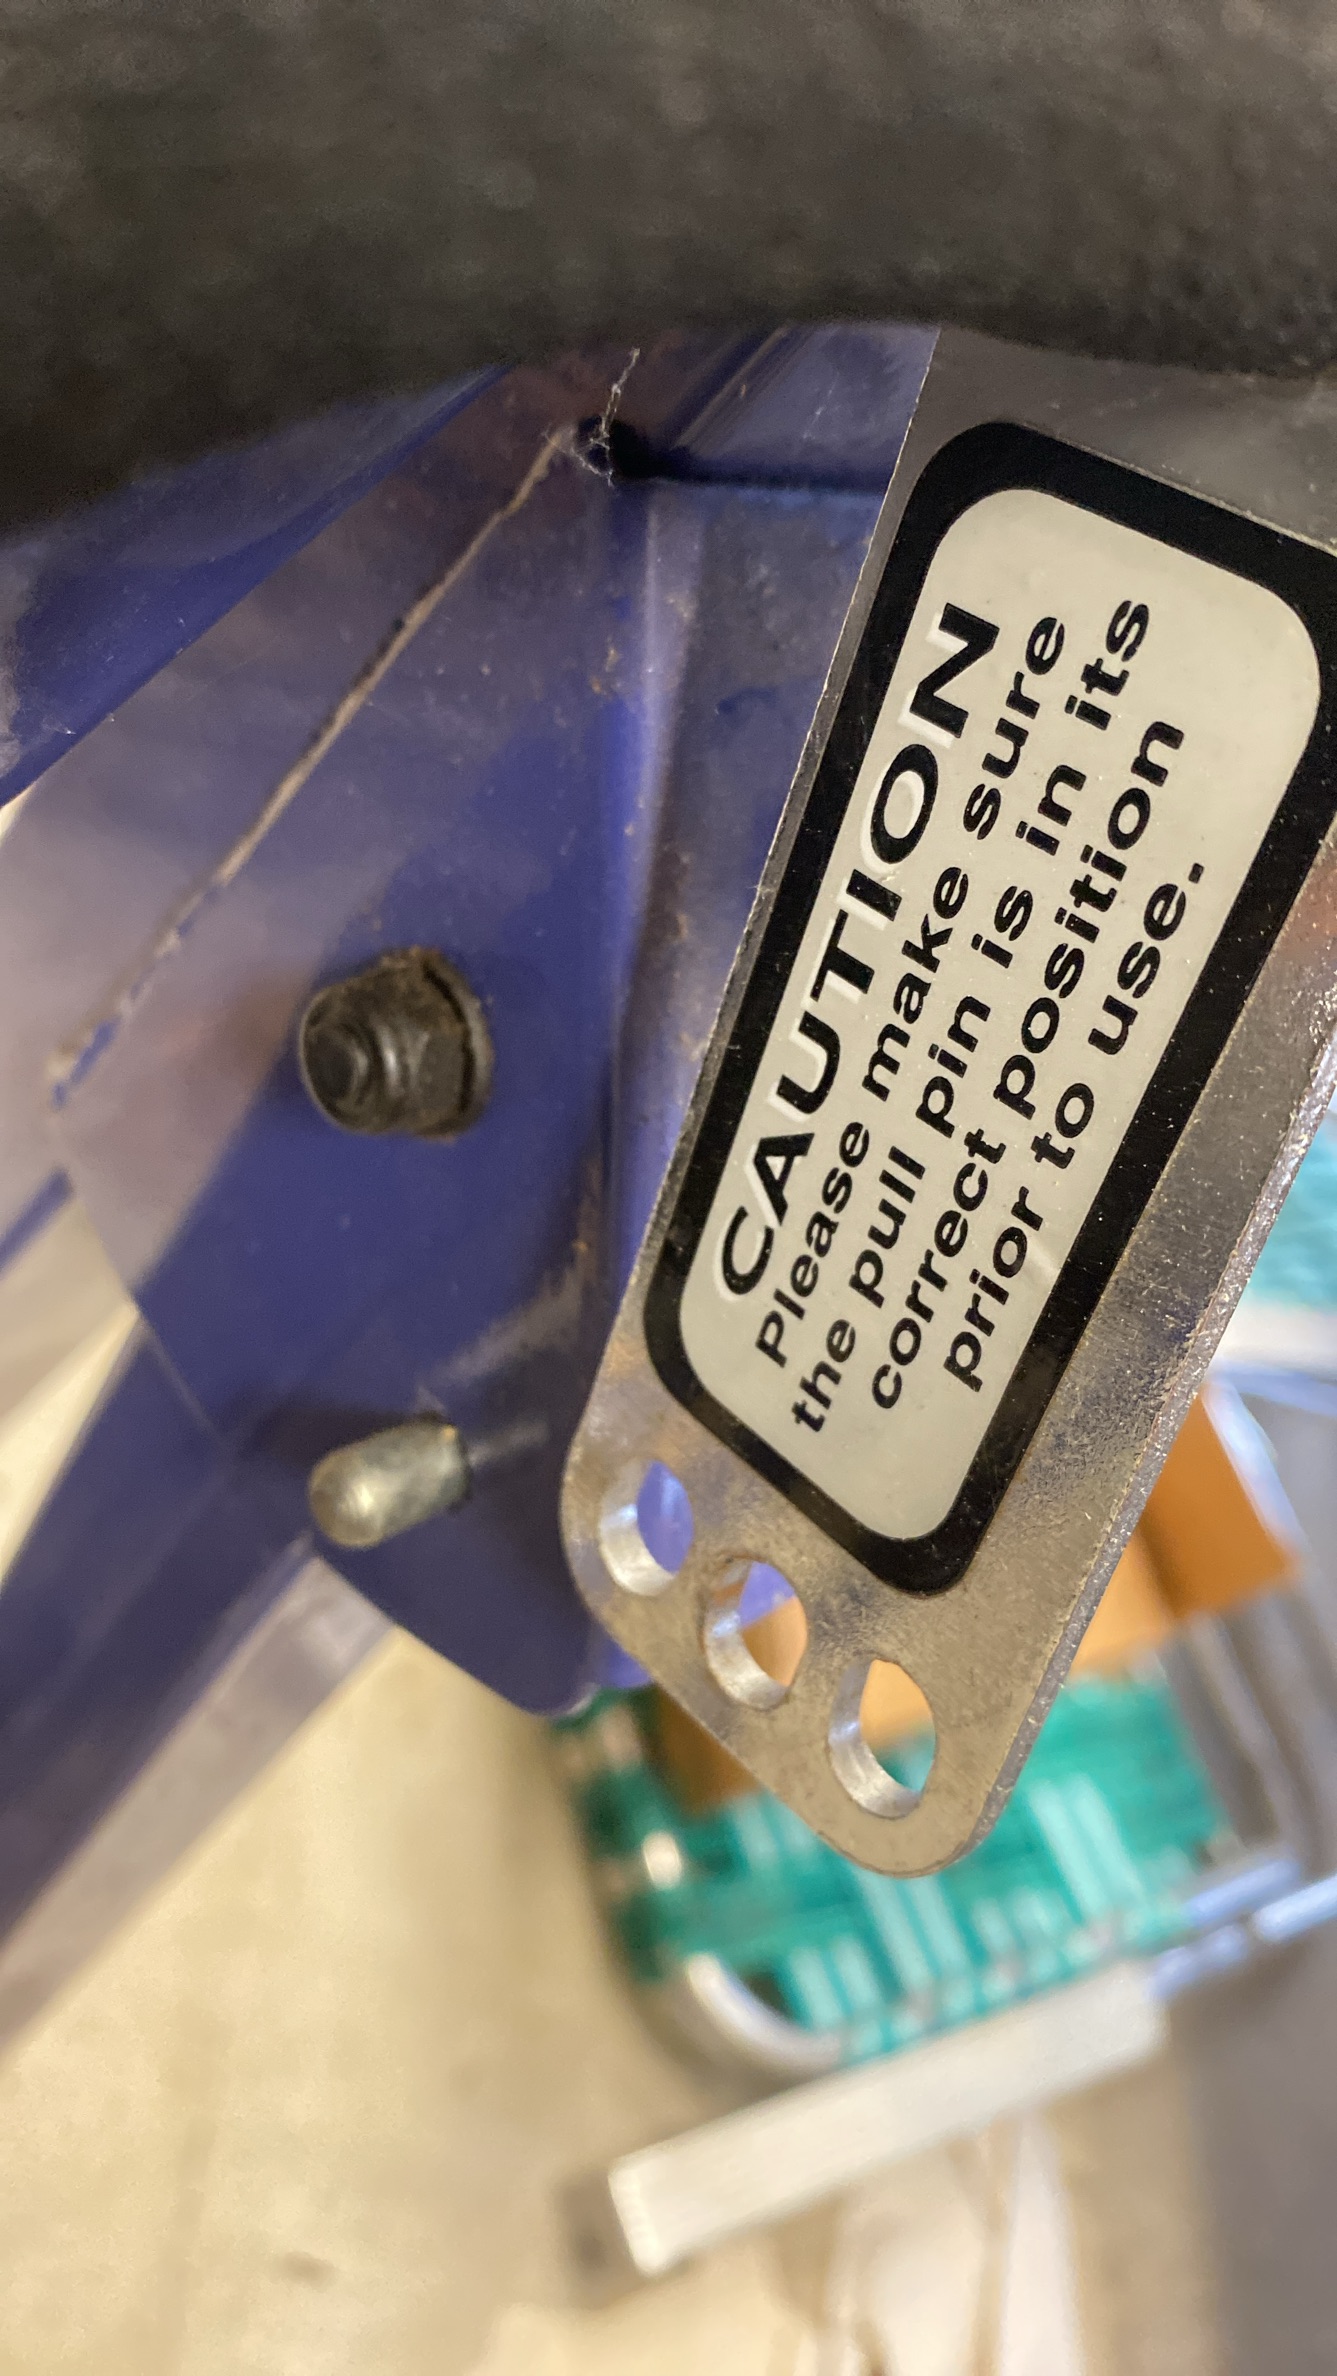 CAUTION
Please make sure
the pull pin is in its
correct position
prior to use.